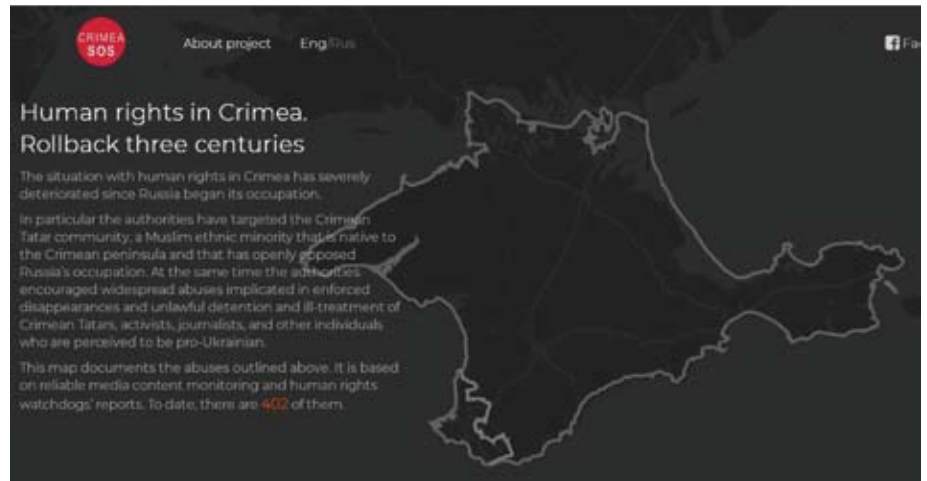 CRIMEA
SOS
About project Eng/Rus
Human rights in Crimea.
Rollback three centuries
The situation with human rights in Crimea has severely
deteriorated since Russia began its occupation.
In particular the authorities have targeted the Crimean
Tatar community, a Muslim ethnic minority that is native to
the Crimean peninsula and that has openly opposed
Russia's occupation. At the same time the authorities
encouraged widespread abuses implicated in enforced
disappearances and unlawful detention and ill-treatment of
Crimean Tatars, activists, journalists, and other individuals
who are perceived to be pro-Ukrainian.
This map documents the abuses outlined above. It is based
on reliable media content monitoring and human rights
watchdogs' reports. To date, there are 402 of them.